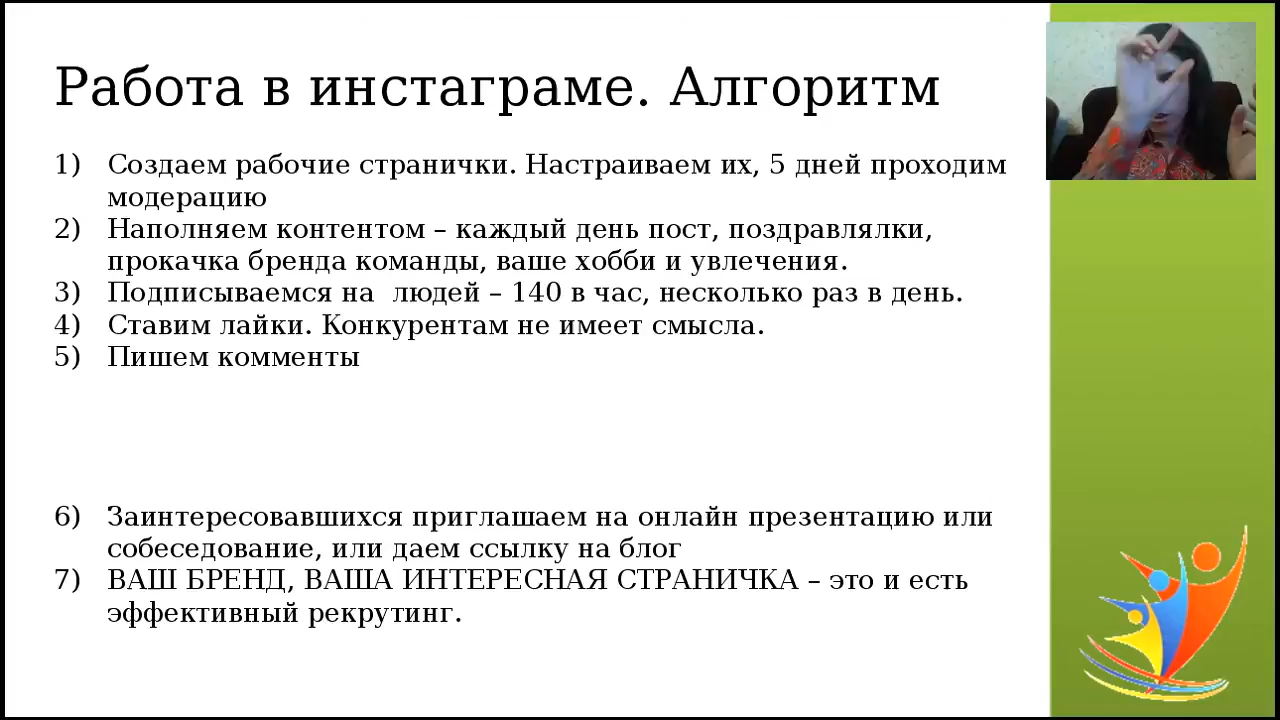 Работа в инстаграме. Алгоритм
1) Создаем рабочие странички. Настраиваем их, 5 дней проходим
модерацию
2) Наполняем контентом – каждый день пост, поздравлялки,
прокачка бренда команды, ваше хобби и увлечения.
3) Подписываемся на  людей – 140 в час, несколько раз в день.
4) Ставим лайки. Конкурентам не имеет смысла.
5) Пишем комменты
6) Заинтересовавшихся приглашаем на онлайн презентацию или
собеседование, или даем ссылку на блог
7) ВАШ БРЕНД, ВАША ИНТЕРЕСНАЯ СТРАНИЧКА – это и есть
эффективный рекрутинг.